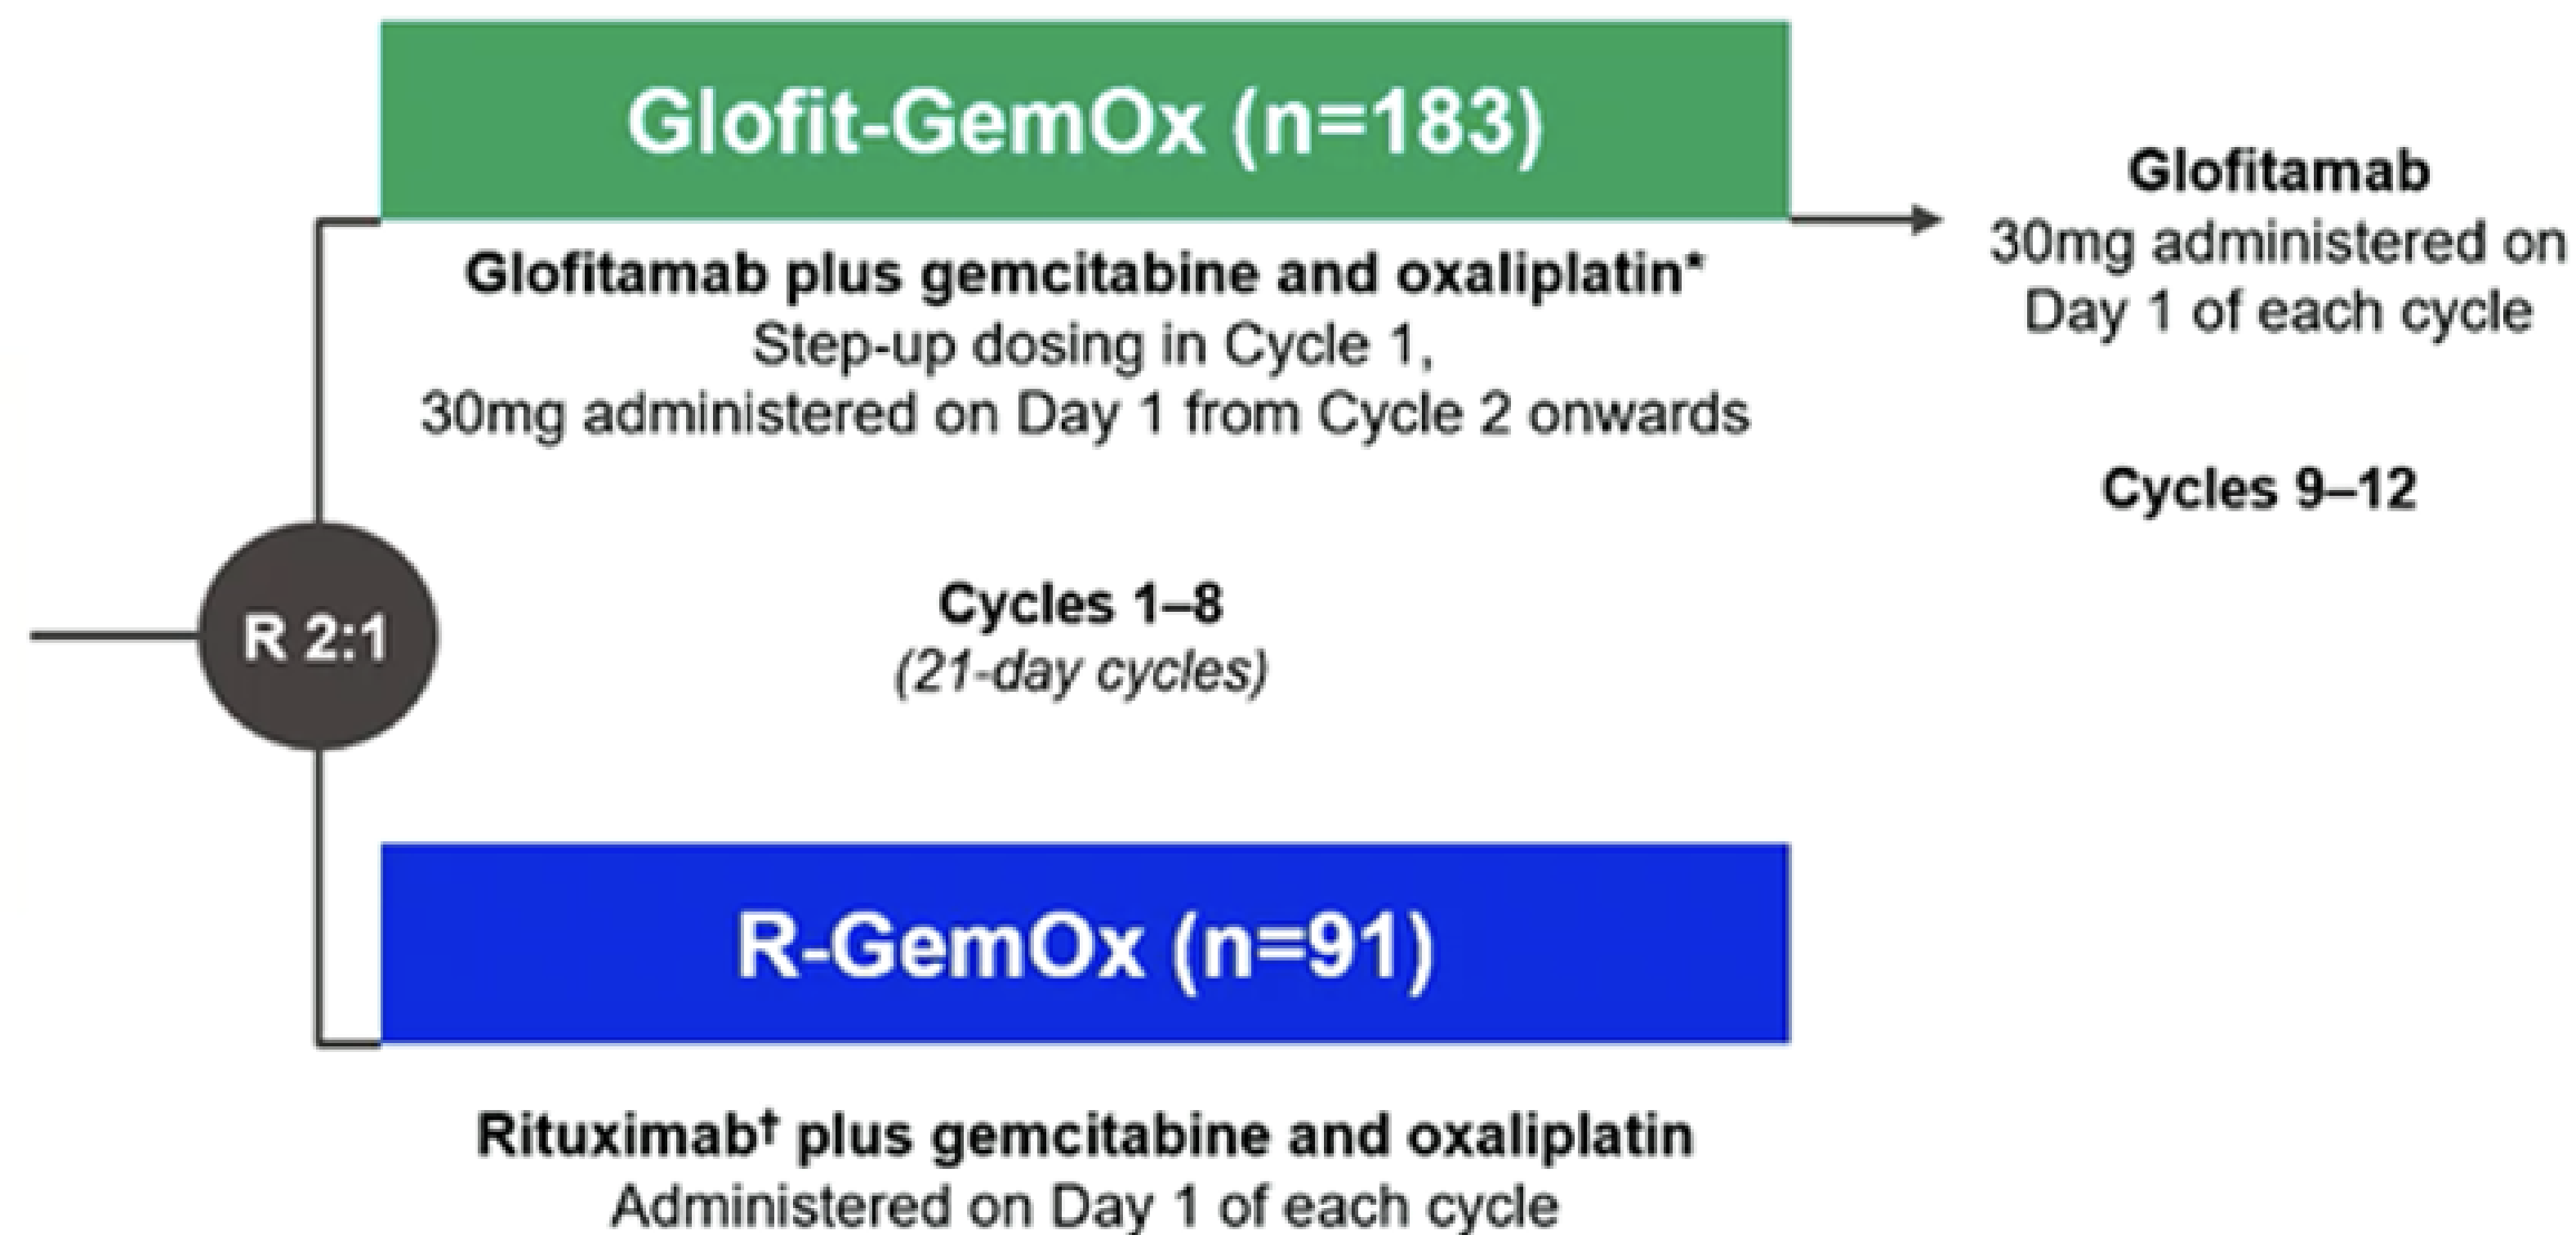 Glofit-GemOx (n=183)
Glofitamab plus gemcitabine and oxaliplatin*
Step-up dosing in Cycle 1,
30mg administered on Day 1 from Cycle 2 onwards
Glofitamab
30mg administered on
Day 1 of each cycle
Cycles 9–12
R 2:1
Cycles 1–8
(21-day cycles)
R-GemOx (n=91)
Rituximab† plus gemcitabine and oxaliplatin
Administered on Day 1 of each cycle